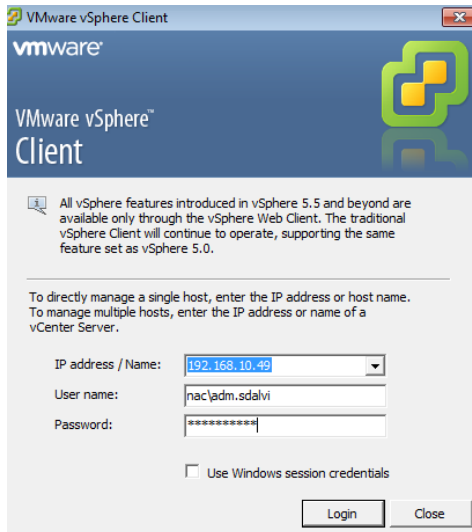 VMware vSphere Client
vmware®
VMware vSphere™
Client
All vSphere features introduced in vSphere 5.5 and beyond are
available only through the vSphere Web Client. The traditional
vSphere Client will continue to operate, supporting the same
feature set as vSphere 5.0.
To directly manage a single host, enter the IP address or host name.
To manage multiple hosts, enter the IP address or name of a
vCenter Server.
IP address / Name: 192.168.10.49
User name: nac\adm.sdalvi
Password: **********
Use Windows session credentials
Login Close